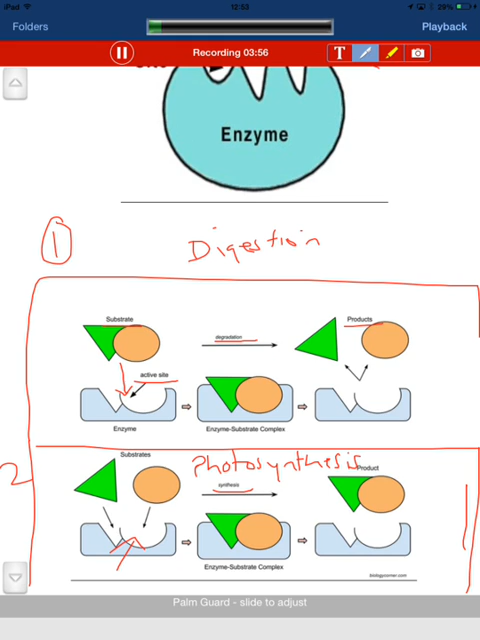 iPad
12:53
29%
Folders
Playback
Recording 03:56
T
Enzyme
1
Digestion
Substrate
degradation
Products
active site
Enzyme
Enzyme-Substrate Complex
2
Substrates
Photosynthesis
synthesis
Product
Enzyme-Substrate Complex
biologycorner.com
Palm Guard - slide to adjust